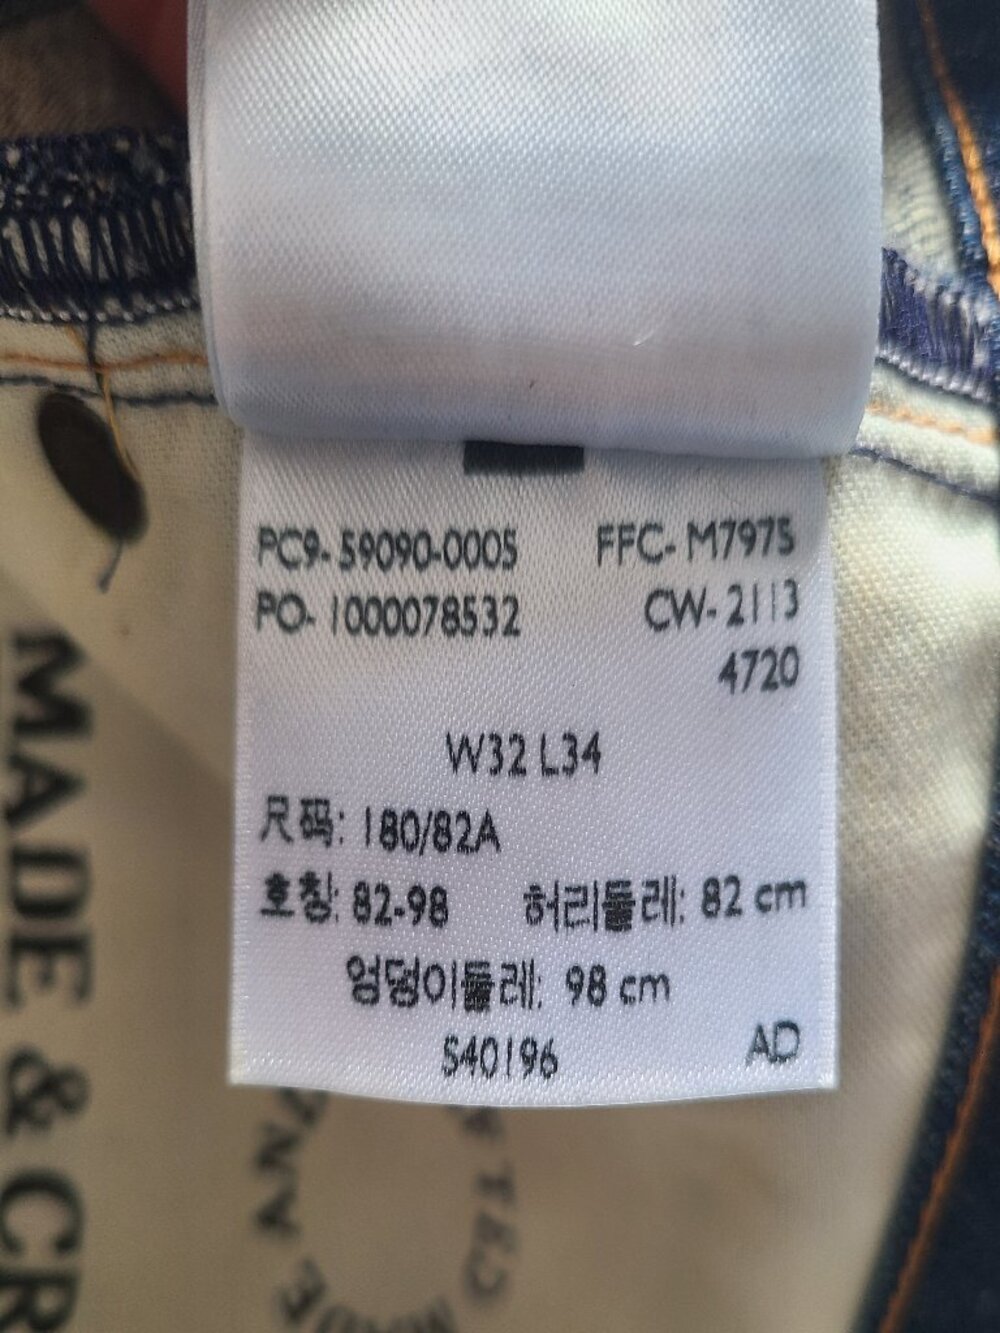 PC9- 59090-0005 FFC- M7975
PO- 1000078532 CW- 2113
4720
W32 L34
尺码: 180/82A
호칭: 82-98 허리둘레: 82 cm
엉덩이둘레: 98 cm
S40196 AD
MADE & CR